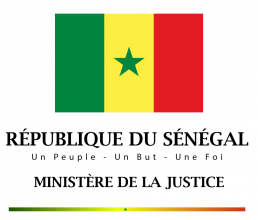 RÉPUBLIQUE DU SÉNÉGAL
Un Peuple - Un But - Une Foi
MINISTÈRE DE LA JUSTICE